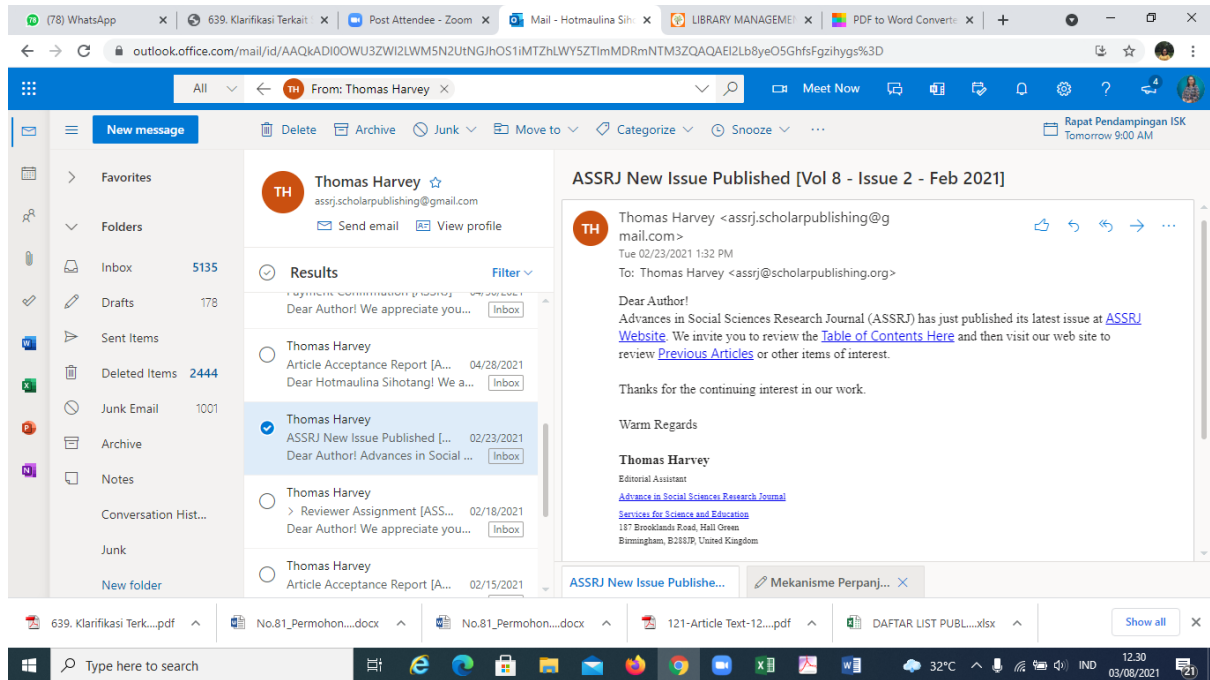 (78) WhatsApp
639. Klarifikasi Terkait
Post Attendee - Zoom
Mail - Hotmaulina Siho
LIBRARY MANAGEMEN
PDF to Word Converte
outlook.office.com/mail/id/AAQkADI0OWU3ZWI2LWM5N2UtNGJhOS1iMTZhLWY5ZTlmMDRmNTM3ZQAQAEI2Lb8yeO5GhfsFgzihygs%3D
All
TH From: Thomas Harvey
Meet Now
4
New message
Delete Archive Junk Move to Categorize Snooze ...
Rapat Pendampingan ISK
Tomorrow 9:00 AM
Favorites
Folders
Inbox 5135
Drafts 178
Sent Items
Deleted Items 2444
Junk Email 1001
Archive
Notes
Conversation Hist...
Junk
New folder
TH
Thomas Harvey
assrj.scholarpublishing@gmail.com
Send email View profile
Results Filter
Payment Confirmation [ASSRJ] 04/30/2021
Dear Author! We appreciate you... Inbox
Thomas Harvey
Article Acceptance Report [A... 04/28/2021
Dear Hotmaulina Sihotang! We a... Inbox
Thomas Harvey
ASSRJ New Issue Published [... 02/23/2021
Dear Author! Advances in Social ... Inbox
Thomas Harvey
> Reviewer Assignment [ASS... 02/18/2021
Dear Author! We appreciate you... Inbox
Thomas Harvey
Article Acceptance Report [A... 02/15/2021
ASSRJ New Issue Published [Vol 8 - Issue 2 - Feb 2021]
TH
Thomas Harvey <assrj.scholarpublishing@g
mail.com>
Tue 02/23/2021 1:32 PM
To: Thomas Harvey <assrj@scholarpublishing.org>
Dear Author!
Advances in Social Sciences Research Journal (ASSRJ) has just published its latest issue at ASSRJ
Website. We invite you to review the Table of Contents Here and then visit our web site to
review Previous Articles or other items of interest.
Thanks for the continuing interest in our work.
Warm Regards
Thomas Harvey
Editorial Assistant
Advance in Social Sciences Research Journal
Services for Science and Education
187 Brooklands Road, Hall Green
Birmingham, B288JP, United Kingdom
ASSRJ New Issue Publishe...
Mekanisme Perpanj...
639. Klarifikasi Terk....pdf
No.81_Permohon....docx
No.81_Permohon....docx
121-Article Text-12....pdf
DAFTAR LIST PUBL....xlsx
Show all
Type here to search
32°C
IND
12.30
03/08/2021
21